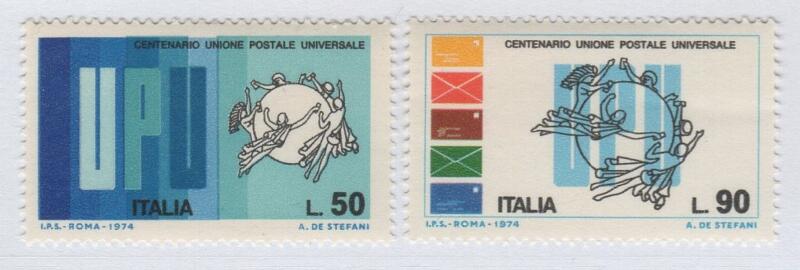 CENTENARIO UNIONE POSTALE UNIVERSALE
UPU
ITALIA L. 50
I.P.S.-ROMA-1974 A. DE STEFANI
CENTENARIO UNIONE POSTALE UNIVERSALE
UPU
ITALIA L. 90
I.P.S.-ROMA-1974 A. DE STEFANI